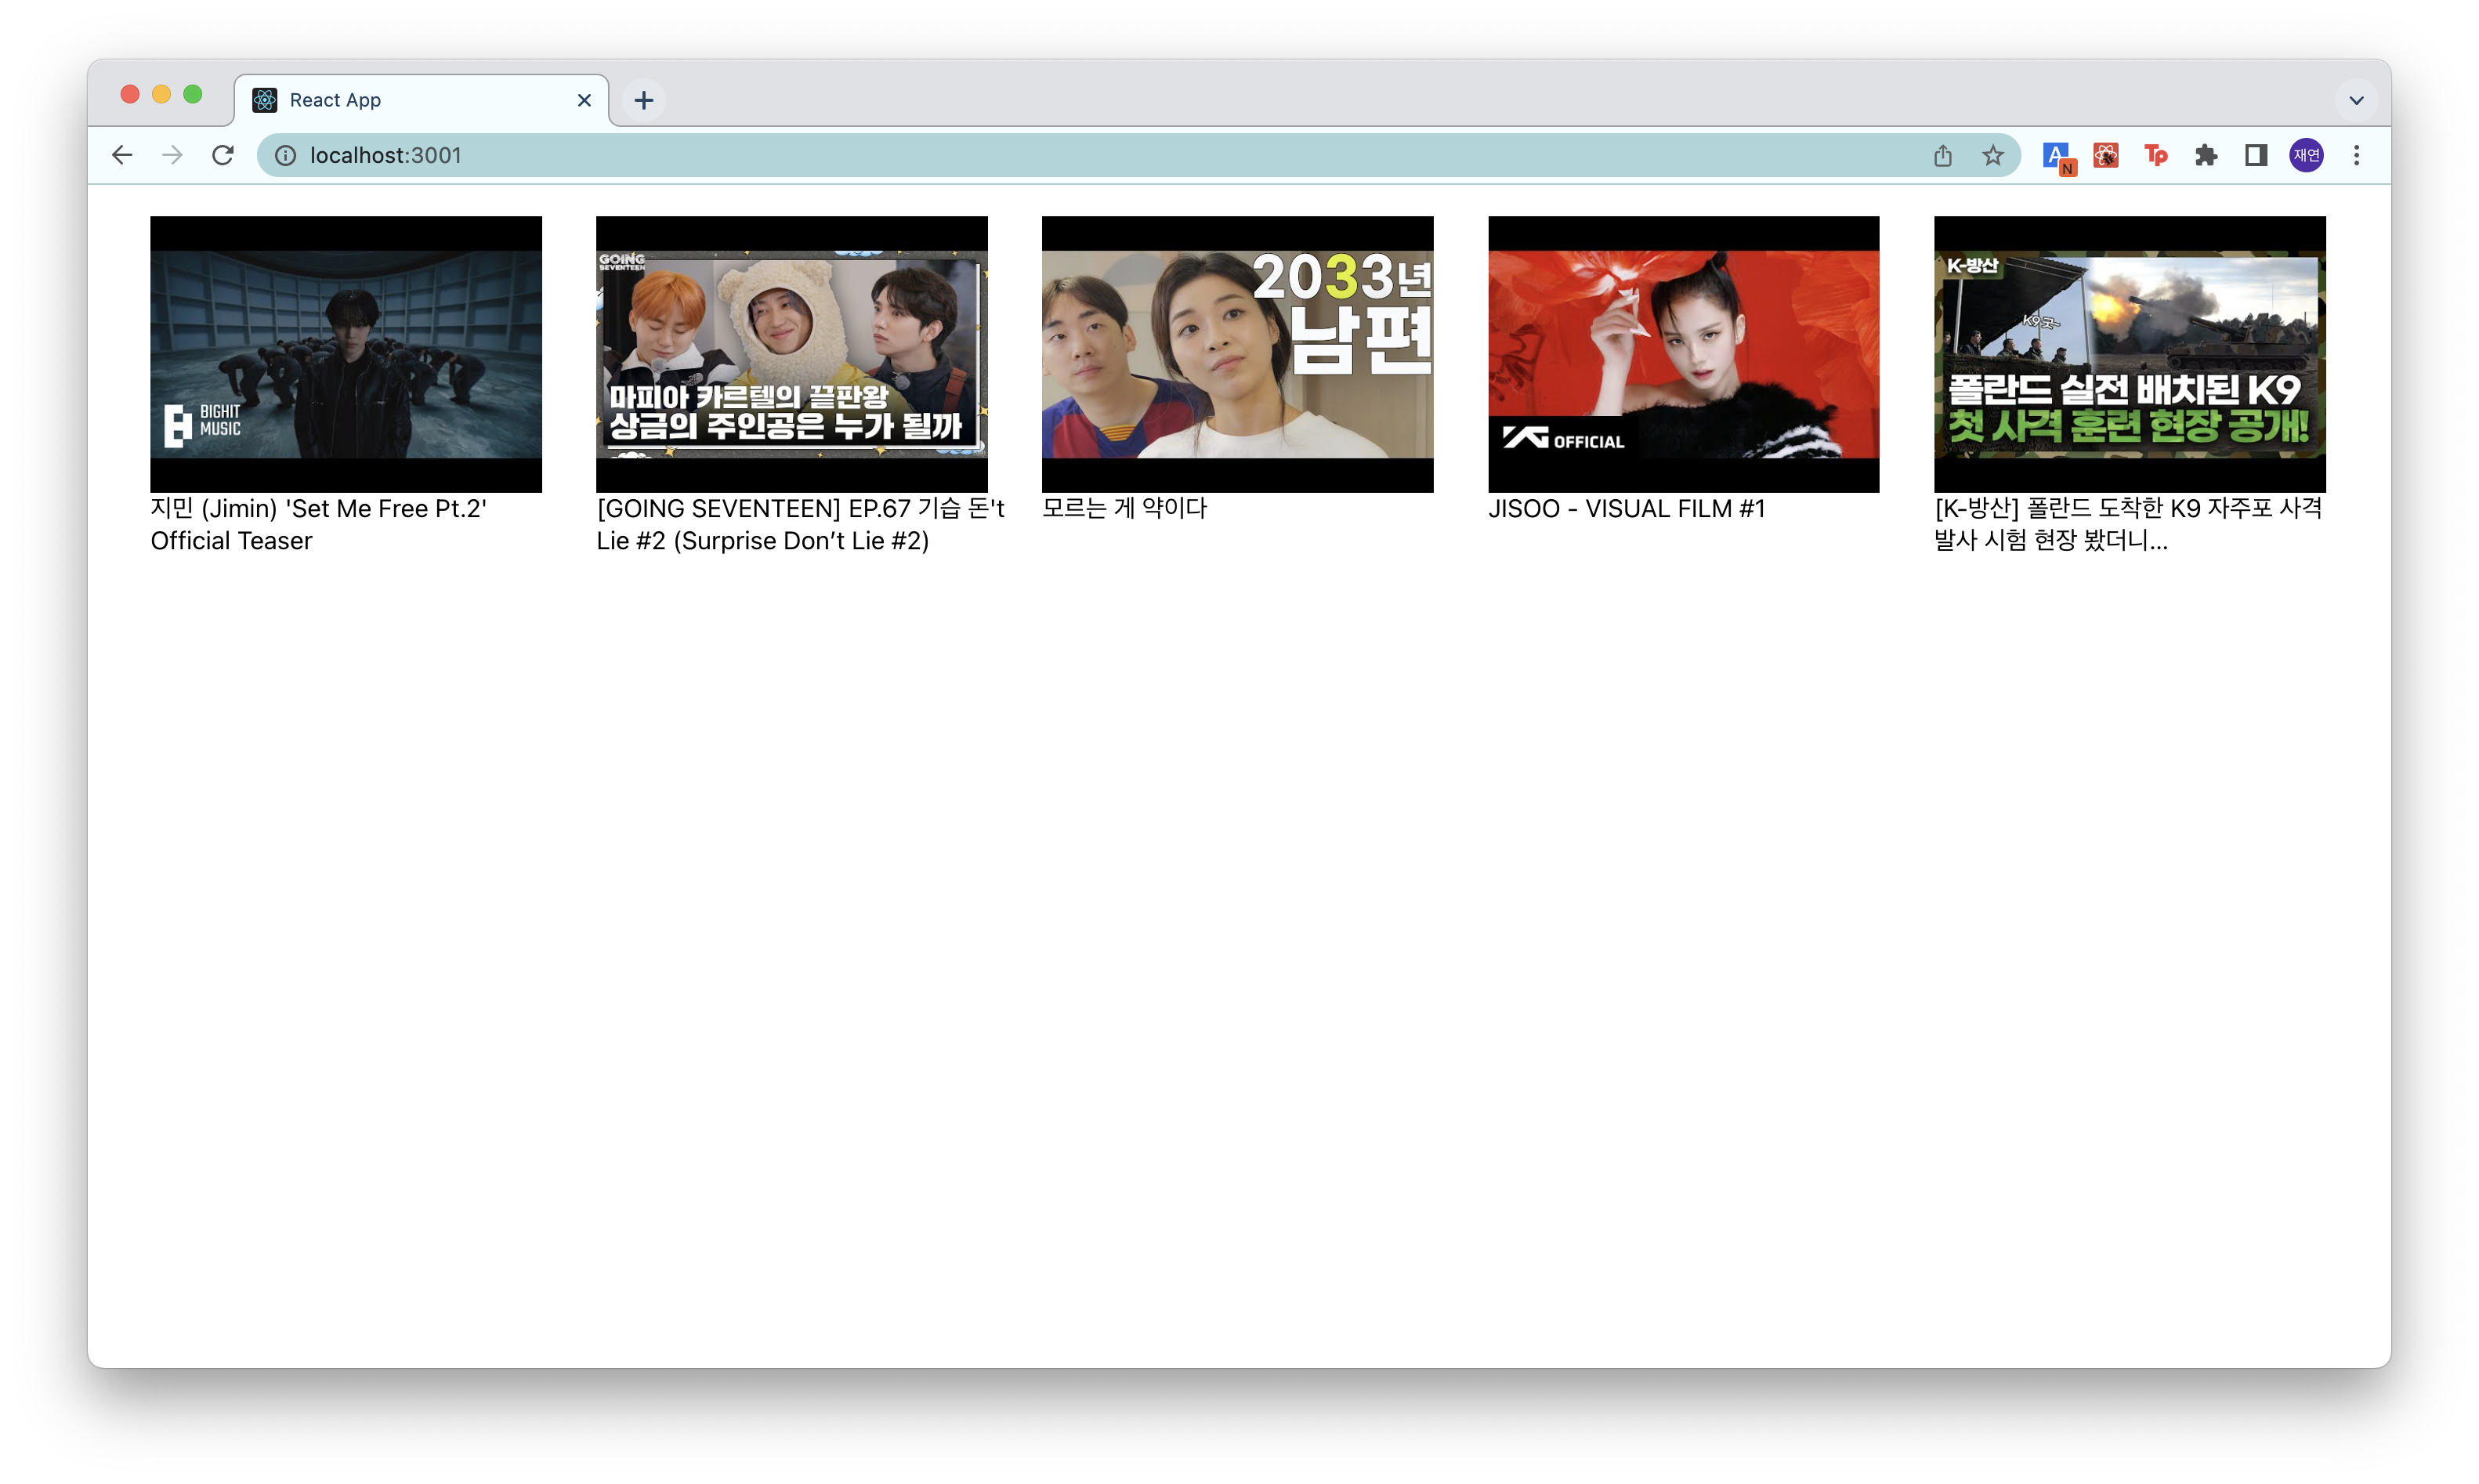 React App
localhost:3001
A
N
Tp
재연
BIGHIT
MUSIC
지민 (Jimin) 'Set Me Free Pt.2'
Official Teaser
GOING
SEVENTEEN
마피아 카르텔의 끝판왕
상금의 주인공은 누가 될까
[GOING SEVENTEEN] EP.67 기습 돈't
Lie #2 (Surprise Don’t Lie #2)
2033년
남편
모르는 게 약이다
YG OFFICIAL
JISOO - VISUAL FILM #1
K-방산
K9 굿~
폴란드 실전 배치된 K9
첫 사격 훈련 현장 공개!
[K-방산] 폴란드 도착한 K9 자주포 사격
발사 시험 현장 봤더니...